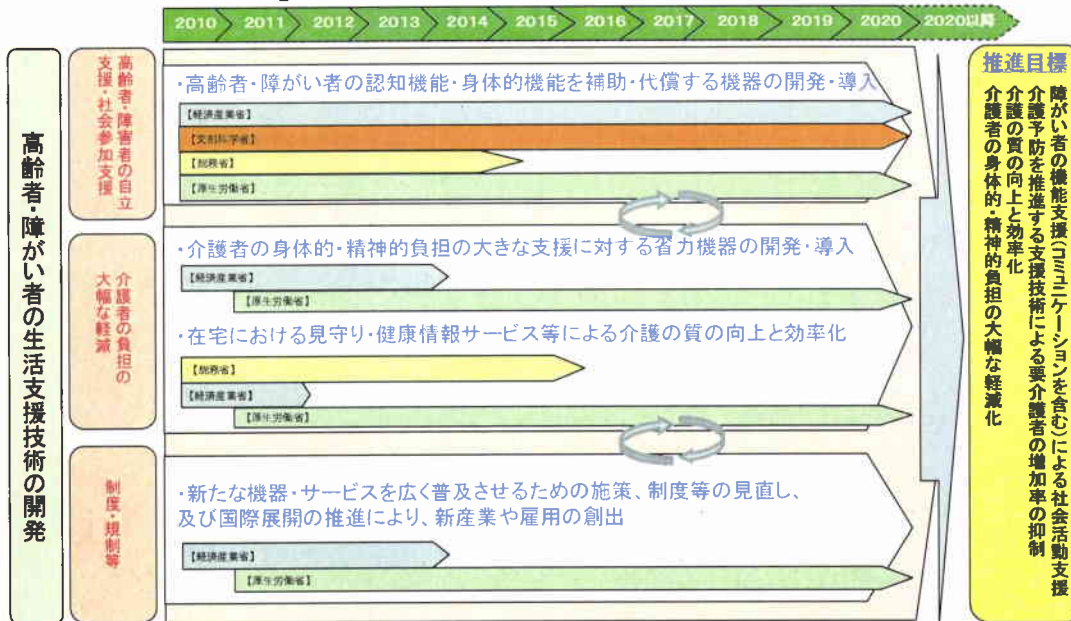 2010 2011 2012 2013 2014 2015 2016 2017 2018 2019 2020 2020以降
高齢者・障がい者の生活支援技術の開発
高齢者・障害者の自立
支援・社会参加支援
・高齢者・障がい者の認知機能・身体的機能を補助・代償する機器の開発・導入
【経済産業省】
【文部科学省】
【総務省】
【厚生労働省】
介護者の負担の
大幅な軽減
・介護者の身体的・精神的負担の大きな支援に対する省力機器の開発・導入
【経済産業省】
【厚生労働省】
・在宅における見守り・健康情報サービス等による介護の質の向上と効率化
【総務省】
【経済産業省】
【厚生労働省】
制度・規制等
・新たな機器・サービスを広く普及させるための施策、制度等の見直し、
及び国際展開の推進により、新産業や雇用の創出
【経済産業省】
【厚生労働省】
推進目標
障がい者の機能支援(コミュニケーションを含む)による社会活動支援
介護予防を推進する支援技術による要介護者の増加率の抑制
介護の質の向上と効率化
介護者の身体的・精神的負担の大幅な軽減化